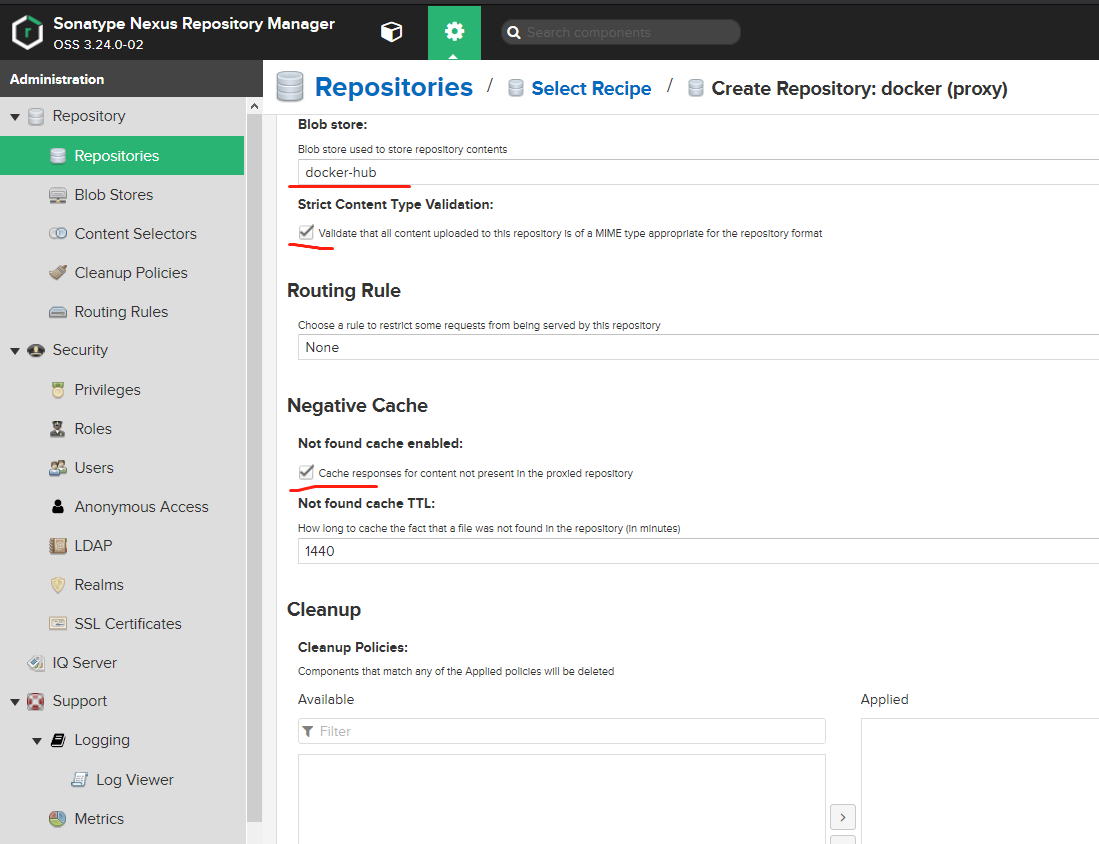 Sonatype Nexus Repository Manager
OSS 3.24.0-02
Search components
Administration
Repositories / Select Recipe / Create Repository: docker (proxy)
Repository
Repositories
Blob Stores
Content Selectors
Cleanup Policies
Routing Rules
Security
Privileges
Roles
Users
Anonymous Access
LDAP
Realms
SSL Certificates
IQ Server
Support
Logging
Log Viewer
Metrics
Blob store:
Blob store used to store repository contents
docker-hub
Strict Content Type Validation:
Validate that all content uploaded to this repository is of a MIME type appropriate for the repository format
Routing Rule
Choose a rule to restrict some requests from being served by this repository
None
Negative Cache
Not found cache enabled:
Cache responses for content not present in the proxied repository
Not found cache TTL:
How long to cache the fact that a file was not found in the repository (in minutes)
1440
Cleanup
Cleanup Policies:
Components that match any of the Applied policies will be deleted
Available
Applied
Filter